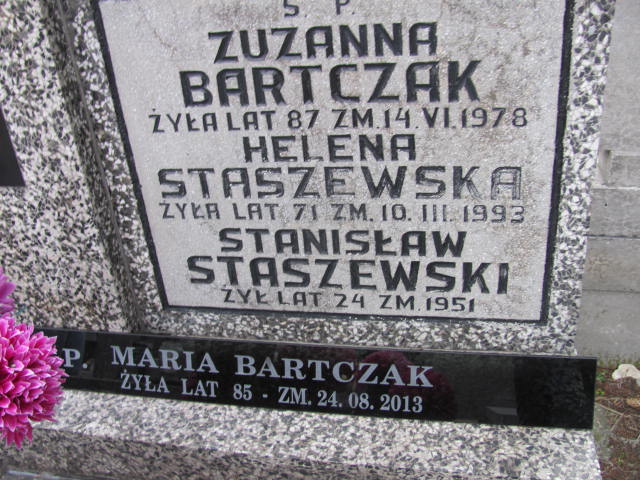 Ś. P.
ZUZANNA
BARTCZAK
ŻYŁA LAT 87 ZM. 14. VI. 1978
HELENA
STASZEWSKA
ŻYŁA LAT 71 ZM. 10. III. 1993
STANISŁAW
STASZEWSKI
ŻYŁ LAT 24 ZM. 1951
P. MARIA BARTCZAK
ŻYŁA LAT 85 - ZM. 24. 08. 2013